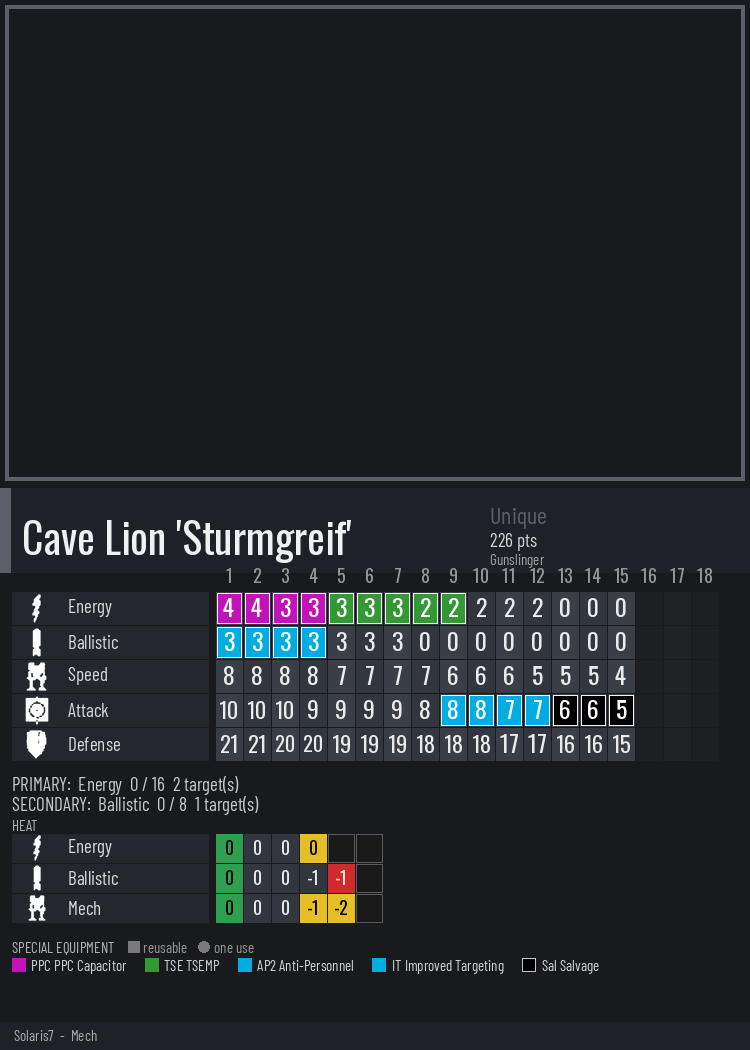 Cave Lion 'Sturmgreif'
Unique
226 pts
Gunslinger
1 2 3 4 5 6 7 8 9 10 11 12 13 14 15 16 17 18
Energy 4 4 3 3 3 3 3 2 2 2 2 2 0 0 0
Ballistic 3 3 3 3 3 3 3 0 0 0 0 0 0 0 0
Speed 8 8 8 8 7 7 7 7 6 6 6 5 5 5 4
Attack 10 10 10 9 9 9 9 8 8 8 7 7 6 6 5
Defense 21 21 20 20 19 19 19 18 18 18 17 17 16 16 15
PRIMARY: Energy 0 / 16 2 target(s)
SECONDARY: Ballistic 0 / 8 1 target(s)
HEAT
Energy 0 0 0 0
Ballistic 0 0 0 -1 -1
Mech 0 0 0 -1 -2
SPECIAL EQUIPMENT reusable one use
PPC PPC Capacitor TSE TSEMP AP2 Anti-Personnel IT Improved Targeting Sal Salvage
Solaris7 - Mech